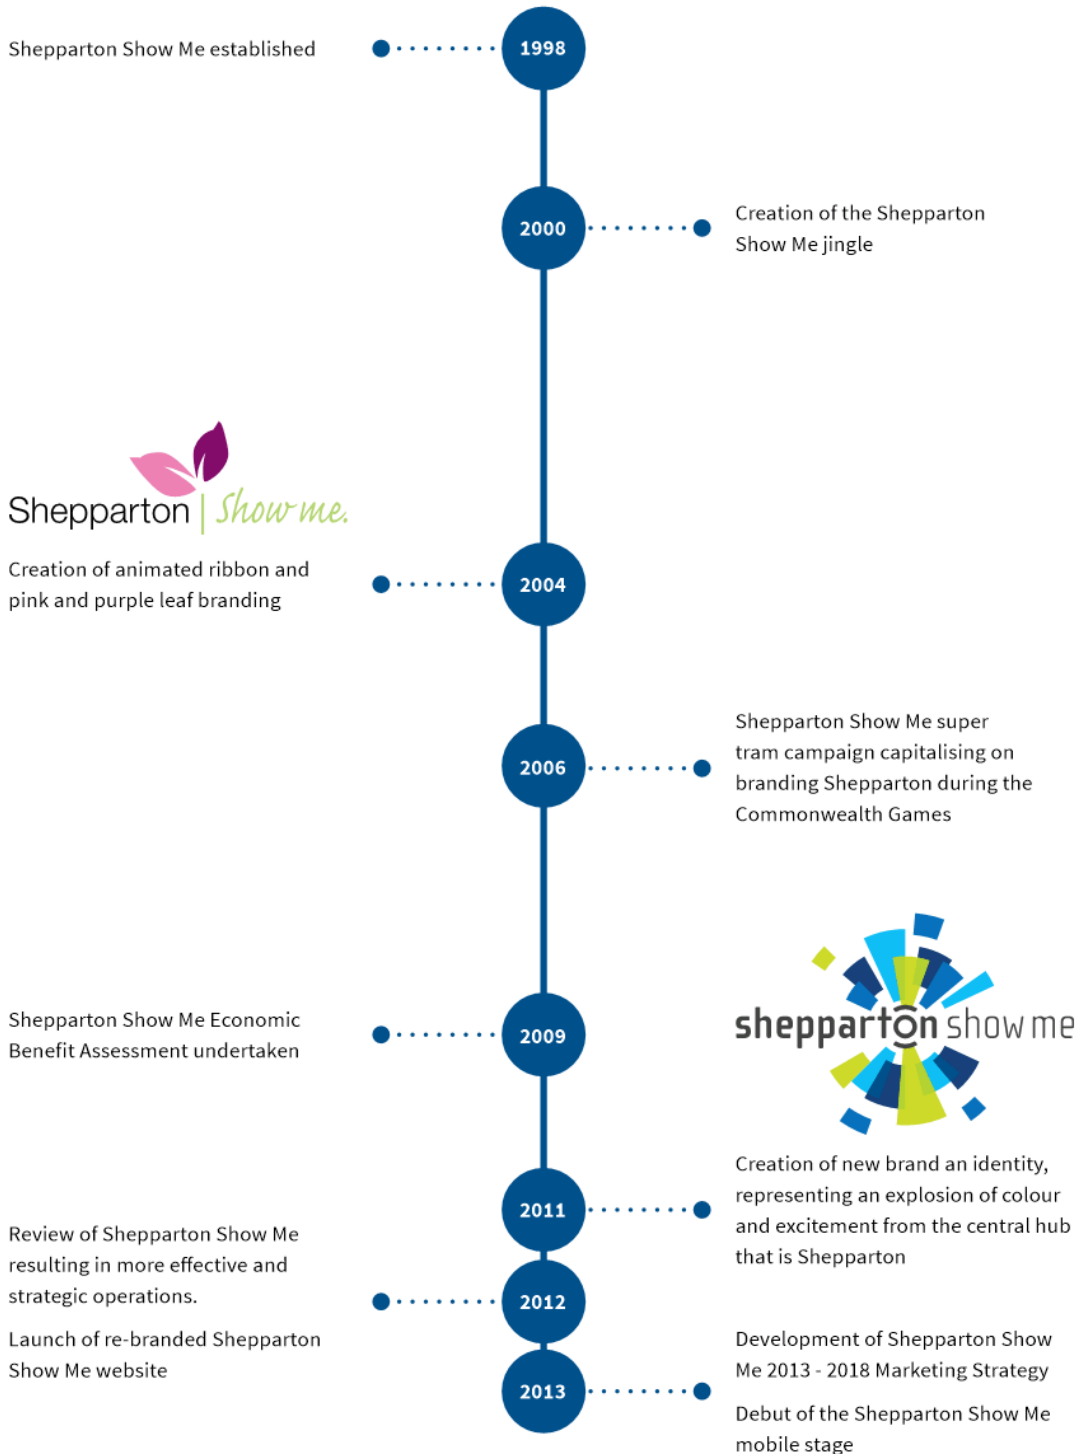 Shepparton Show Me established
1998
2000
Creation of the Shepparton
Show Me jingle
Shepparton | Show me.
Creation of animated ribbon and
pink and purple leaf branding
2004
2006
Shepparton Show Me super
tram campaign capitalising on
branding Shepparton during the
Commonwealth Games
Shepparton Show Me Economic
Benefit Assessment undertaken
2009
shepparton show me
Creation of new brand an identity,
representing an explosion of colour
and excitement from the central hub
that is Shepparton
2011
Review of Shepparton Show Me
resulting in more effective and
strategic operations.
Launch of re-branded Shepparton
Show Me website
2012
2013
Development of Shepparton Show
Me 2013 - 2018 Marketing Strategy
Debut of the Shepparton Show Me
mobile stage